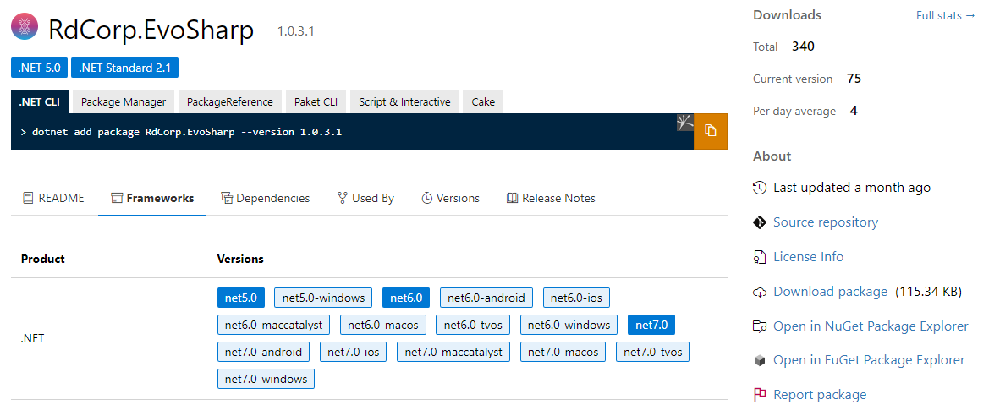 RdCorp.EvoSharp 1.0.3.1
.NET 5.0 .NET Standard 2.1
.NET CLI Package Manager PackageReference Paket CLI Script & Interactive Cake
> dotnet add package RdCorp.EvoSharp --version 1.0.3.1
README Frameworks Dependencies Used By Versions Release Notes
Product Versions
.NET
net5.0 net5.0-windows net6.0 net6.0-android net6.0-ios
net6.0-maccatalyst net6.0-macos net6.0-tvos net6.0-windows net7.0
net7.0-android net7.0-ios net7.0-maccatalyst net7.0-macos net7.0-tvos
net7.0-windows
Downloads Full stats →
Total 340
Current version 75
Per day average 4
About
Last updated a month ago
Source repository
License Info
Download package (115.34 KB)
Open in NuGet Package Explorer
Open in FuGet Package Explorer
Report package